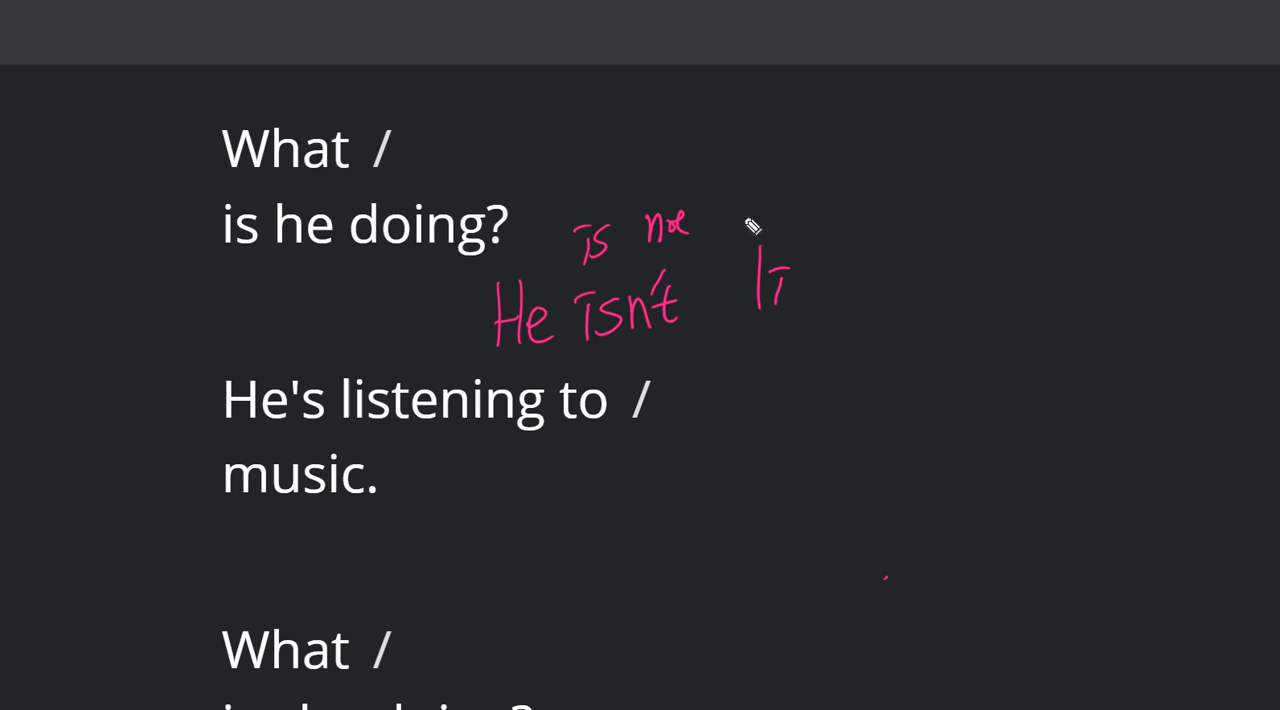 What /
is he doing?
is not
He isn't
He's listening to /
music.
What /